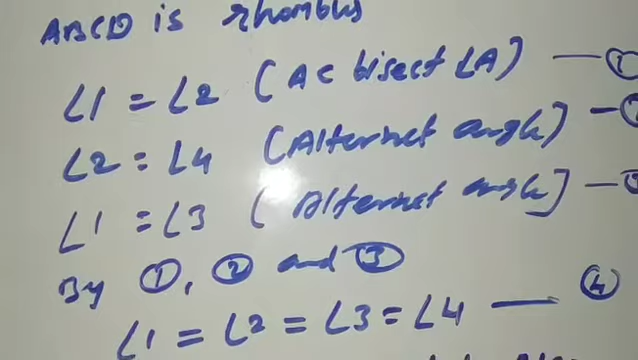 ABCD is rhombus
∠1 = ∠2 (AC bisect ∠A) — ①
∠2 = ∠4 (Alternet angle) —
∠1 = ∠3 (Alternet angle] —
By ①, ② and ③
∠1 = ∠2 = ∠3 = ∠4 — ④